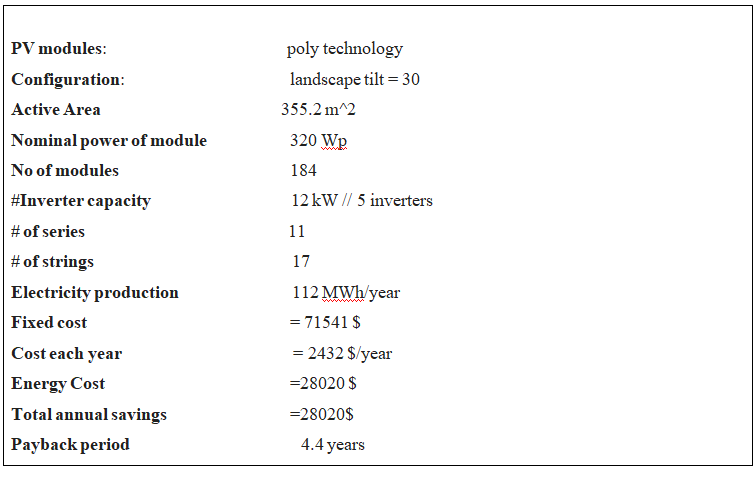 PV modules: poly technology
Configuration: landscape tilt = 30
Active Area 355.2 m^2
Nominal power of module 320 Wp
No of modules 184
#Inverter capacity 12 kW // 5 inverters
# of series 11
# of strings 17
Electricity production 112 MWh/year
Fixed cost = 71541 $
Cost each year = 2432 $/year
Energy Cost =28020 $
Total annual savings =28020$
Payback period 4.4 years